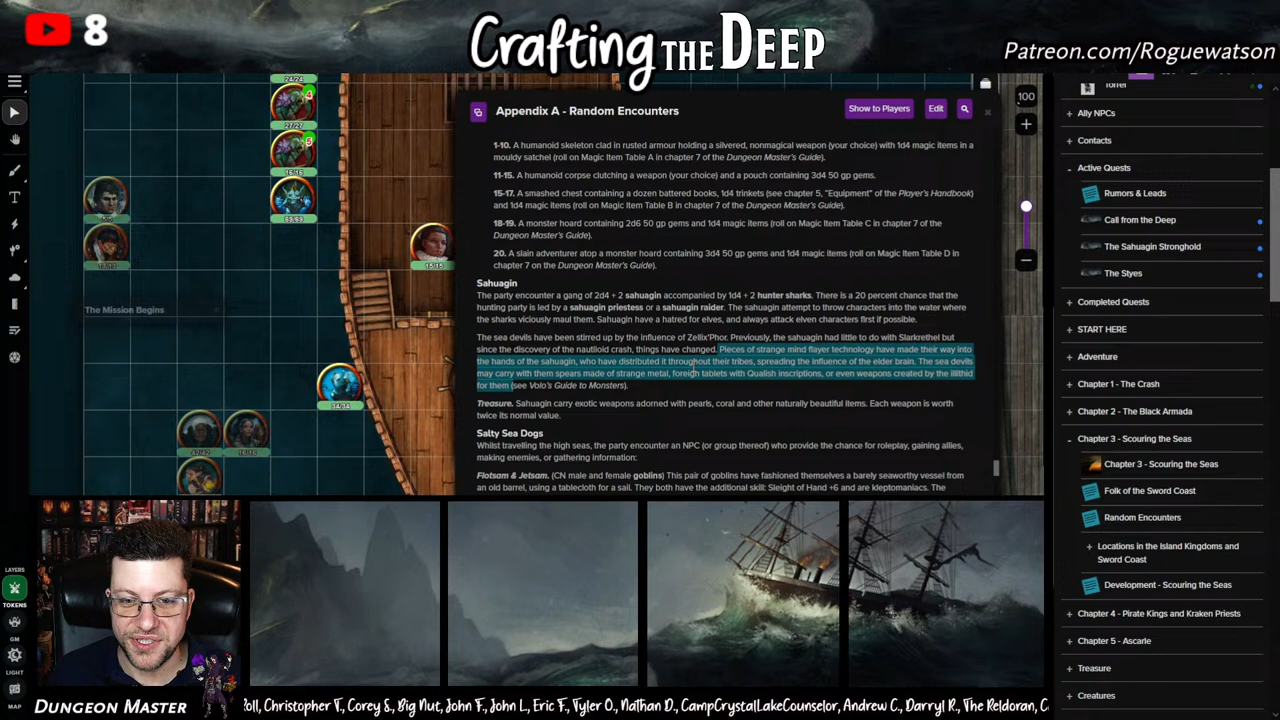 8
Crafting THE DEEP
Patreon.com/Roguewatson
Appendix A - Random Encounters
Show to Players
Edit
1-10. A humanoid skeleton clad in rusted armour holding a silvered, nonmagical weapon (your choice) with 1d4 magic items in a
mouldy satchel (roll on Magic Item Table A in chapter 7 of the Dungeon Master's Guide).
11-15. A humanoid corpse clutching a weapon (your choice) and a pouch containing 3d4 50 gp gems.
15-17. A smashed chest containing a dozen battered books, 1d4 trinkets (see chapter 5, "Equipment" of the Player's Handbook)
and 1d4 magic items (roll on Magic Item Table B in chapter 7 of the Dungeon Master's Guide).
18-19. A monster hoard containing 2d6 50 gp gems and 1d4 magic items (roll on Magic Item Table C in chapter 7 of the
Dungeon Master's Guide).
20. A slain adventurer atop a monster hoard containing 3d4 50 gp gems and 1d4 magic items (roll on Magic Item Table D in
chapter 7 on the Dungeon Master's Guide).
Sahuagin
The party encounter a gang of 2d4 + 2 sahuagin accompanied by 1d4 + 2 hunter sharks. There is a 20 percent chance that the
hunting party is led by a sahuagin priestess or a sahuagin raider. The sahuagin attempt to throw characters into the water where
the sharks viciously maul them. Sahuagin have a hatred for elves, and always attack elven characters first if possible.
The sea devils have been stirred up by the influence of Zellix'Phor. Previously, the sahuagin had little to do with Slarkrethel but
since the discovery of the nautiloid crash, things have changed. Pieces of strange mind flayer technology have made their way into
the hands of the sahuagin, who have distributed it throughout their tribes, spreading the influence of the elder brain. The sea devils
may carry with them spears made of strange metal, foreign tablets with Qualish inscriptions, or even weapons created by the illithid
for them (see Volo's Guide to Monsters).
Treasure. Sahuagin carry exotic weapons adorned with pearls, coral and other naturally beautiful items. Each weapon is worth
twice its normal value.
Salty Sea Dogs
Whilst travelling the high seas, the party encounter an NPC (or group thereof) who provide the chance for roleplay, gaining allies,
making enemies, or gathering information:
Flotsam & Jetsam. (CN male and female goblins) This pair of goblins have fashioned themselves a barely seaworthy vessel from
an old barrel, using a tablecloth for a sail. They both have the additional skill: Sleight of Hand +6 and are kleptomaniacs. The
24/24
4
27/27
5
16/16
63/63
15/15
The Mission Begins
100
LAYERS
TOKENS
GM
LIGHT
MAP
Ally NPCs
Contacts
Active Quests
Rumors & Leads
Call from the Deep
The Sahuagin Stronghold
The Styes
Completed Quests
START HERE
Adventure
Chapter 1 - The Crash
Chapter 2 - The Black Armada
Chapter 3 - Scouring the Seas
Chapter 3 - Scouring the Seas
Folk of the Sword Coast
Random Encounters
Locations in the Island Kingdoms and
Sword Coast
Development - Scouring the Seas
Chapter 4 - Pirate Kings and Kraken Priests
Chapter 5 - Ascarle
Treasure
Creatures
DUNGEON MASTER
Christopher T, Corey S, Big Nut, John F, John L, Eric F, Tyler O, Nathan D, CampCrystalLakeCounselor, Andrew C, Darryl R, The Reldoran, C